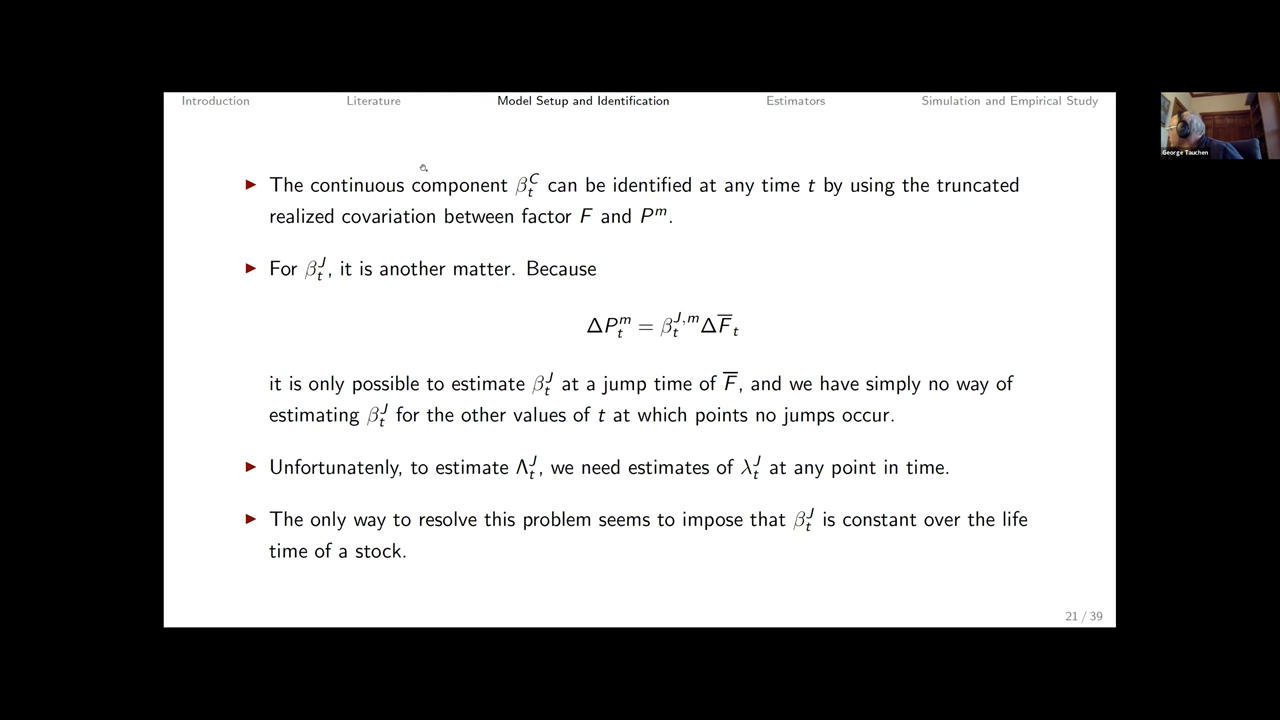 Introduction Literature Model Setup and Identification Estimators Simulation and Empirical Study
George Tauchen
▶ The continuous component β_t^C can be identified at any time t by using the truncated
realized covariation between factor F and P^m.
▶ For β_t^J, it is another matter. Because
ΔP_t^m = β_t^{J,m} ΔF̅_t
it is only possible to estimate β_t^J at a jump time of F̅, and we have simply no way of
estimating β_t^J for the other values of t at which points no jumps occur.
▶ Unfortunatenly, to estimate Λ_t^J, we need estimates of λ_t^J at any point in time.
▶ The only way to resolve this problem seems to impose that β_t^J is constant over the life
time of a stock.
21 / 39